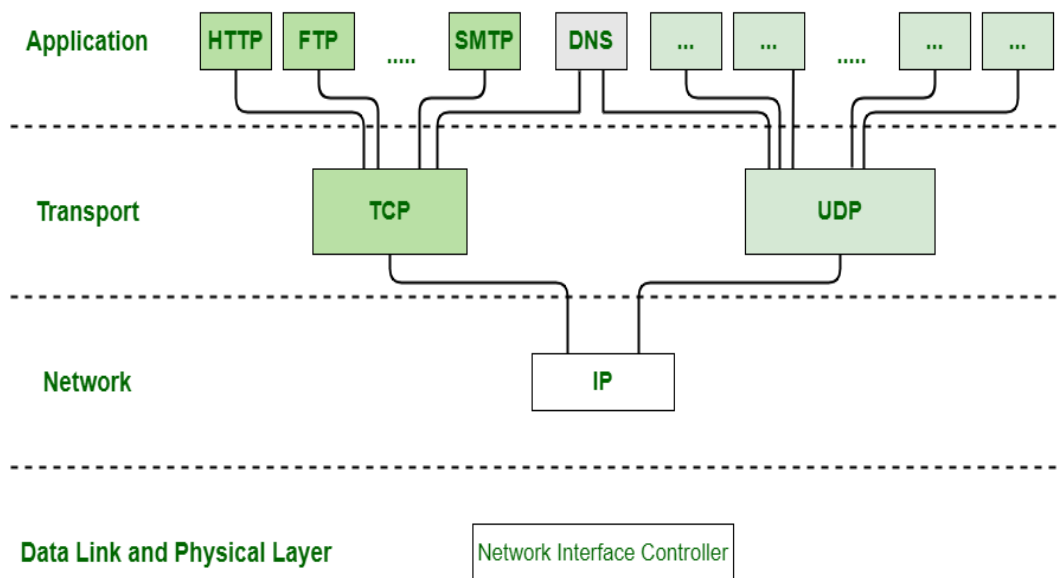 Application
HTTP
FTP
.....
SMTP
DNS
...
...
.....
...
...
Transport
TCP
UDP
Network
IP
Data Link and Physical Layer
Network Interface Controller